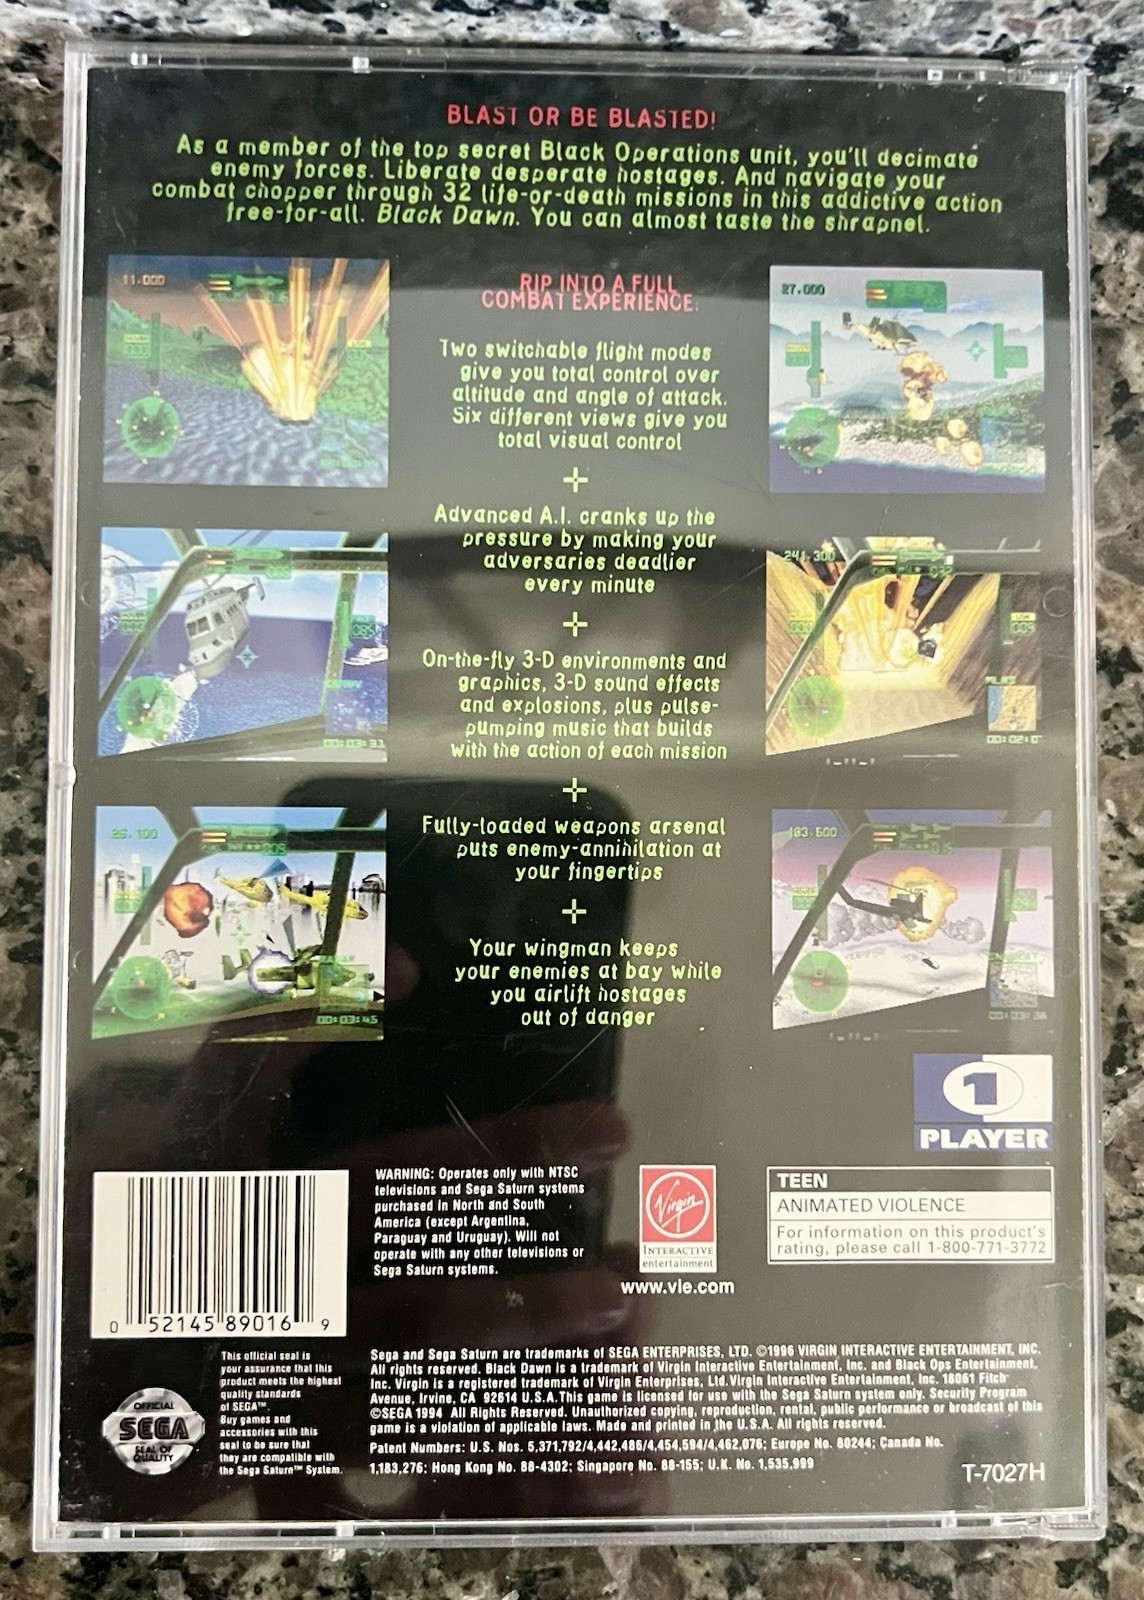 BLAST OR BE BLASTED!
As a member of the top secret Black Operations unit, you'll decimate
enemy forces. Liberate desperate hostages. And navigate your
combat chopper through 32 life-or-death missions in this addictive action
free-for-all. Black Dawn. You can almost taste the shrapnel.
RIP INTO A FULL
COMBAT EXPERIENCE.
Two switchable flight modes
give you total control over
altitude and angle of attack.
Six different views give you
total visual control
Advanced A.I. cranks up the
pressure by making your
adversaries deadlier
every minute
On-the-fly 3-D environments and
graphics, 3-D sound effects
and explosions, plus pulse-
pumping music that builds
with the action of each mission
Fully-loaded weapons arsenal
puts enemy-annihilation at
your fingertips
Your wingman keeps
your enemies at bay while
you airlift hostages
out of danger
11.000
27.000
241.300
00:03:31
26.100
00:03:45
00:03:36
1
PLAYER
0 52145 89016 9
WARNING: Operates only with NTSC
televisions and Sega Saturn systems
purchased in North and South
America (except Argentina,
Paraguay and Uruguay). Will not
operate with any other televisions or
Sega Saturn systems.
Virgin
INTERACTIVE
entertainment
www.vie.com
TEEN
ANIMATED VIOLENCE
For information on this product's
rating, please call 1-800-771-3772
OFFICIAL
SEGA
SEAL OF
QUALITY
This official seal is
your assurance that this
product meets the highest
quality standards
of SEGA™.
Buy games and
accessories with this
seal to be sure that
they are compatible with
the Sega Saturn™ System.
Sega and Sega Saturn are trademarks of SEGA ENTERPRISES, LTD. ©1996 VIRGIN INTERACTIVE ENTERTAINMENT, INC.
All rights reserved. Black Dawn is a trademark of Virgin Interactive Entertainment, Inc. and Black Ops Entertainment,
Inc. Virgin is a registered trademark of Virgin Enterprises, Ltd. Virgin Interactive Entertainment, Inc. 18061 Fitch
Avenue, Irvine, CA 92614 U.S.A. This game is licensed for use with the Sega Saturn system only. Security Program
©SEGA 1994 All Rights Reserved. Unauthorized copying, reproduction, rental, public performance or broadcast of this
game is a violation of applicable laws. Made and printed in the U.S.A. All rights reserved.
Patent Numbers: U.S. Nos. 5,371,792/4,442,486/4,454,594/4,462,076; Europe No. 80244; Canada No.
1,183,276; Hong Kong No. 88-4302; Singapore No. 88-155; U.K. No. 1,535,999
T-7027H